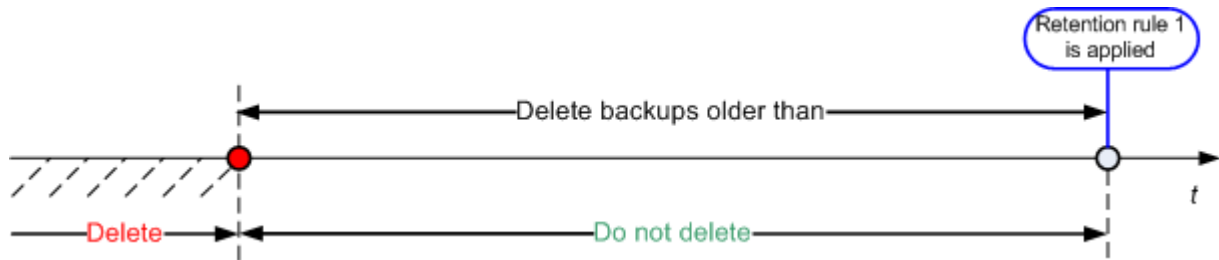 Retention rule 1
is applied
Delete backups older than
t
Delete
Do not delete